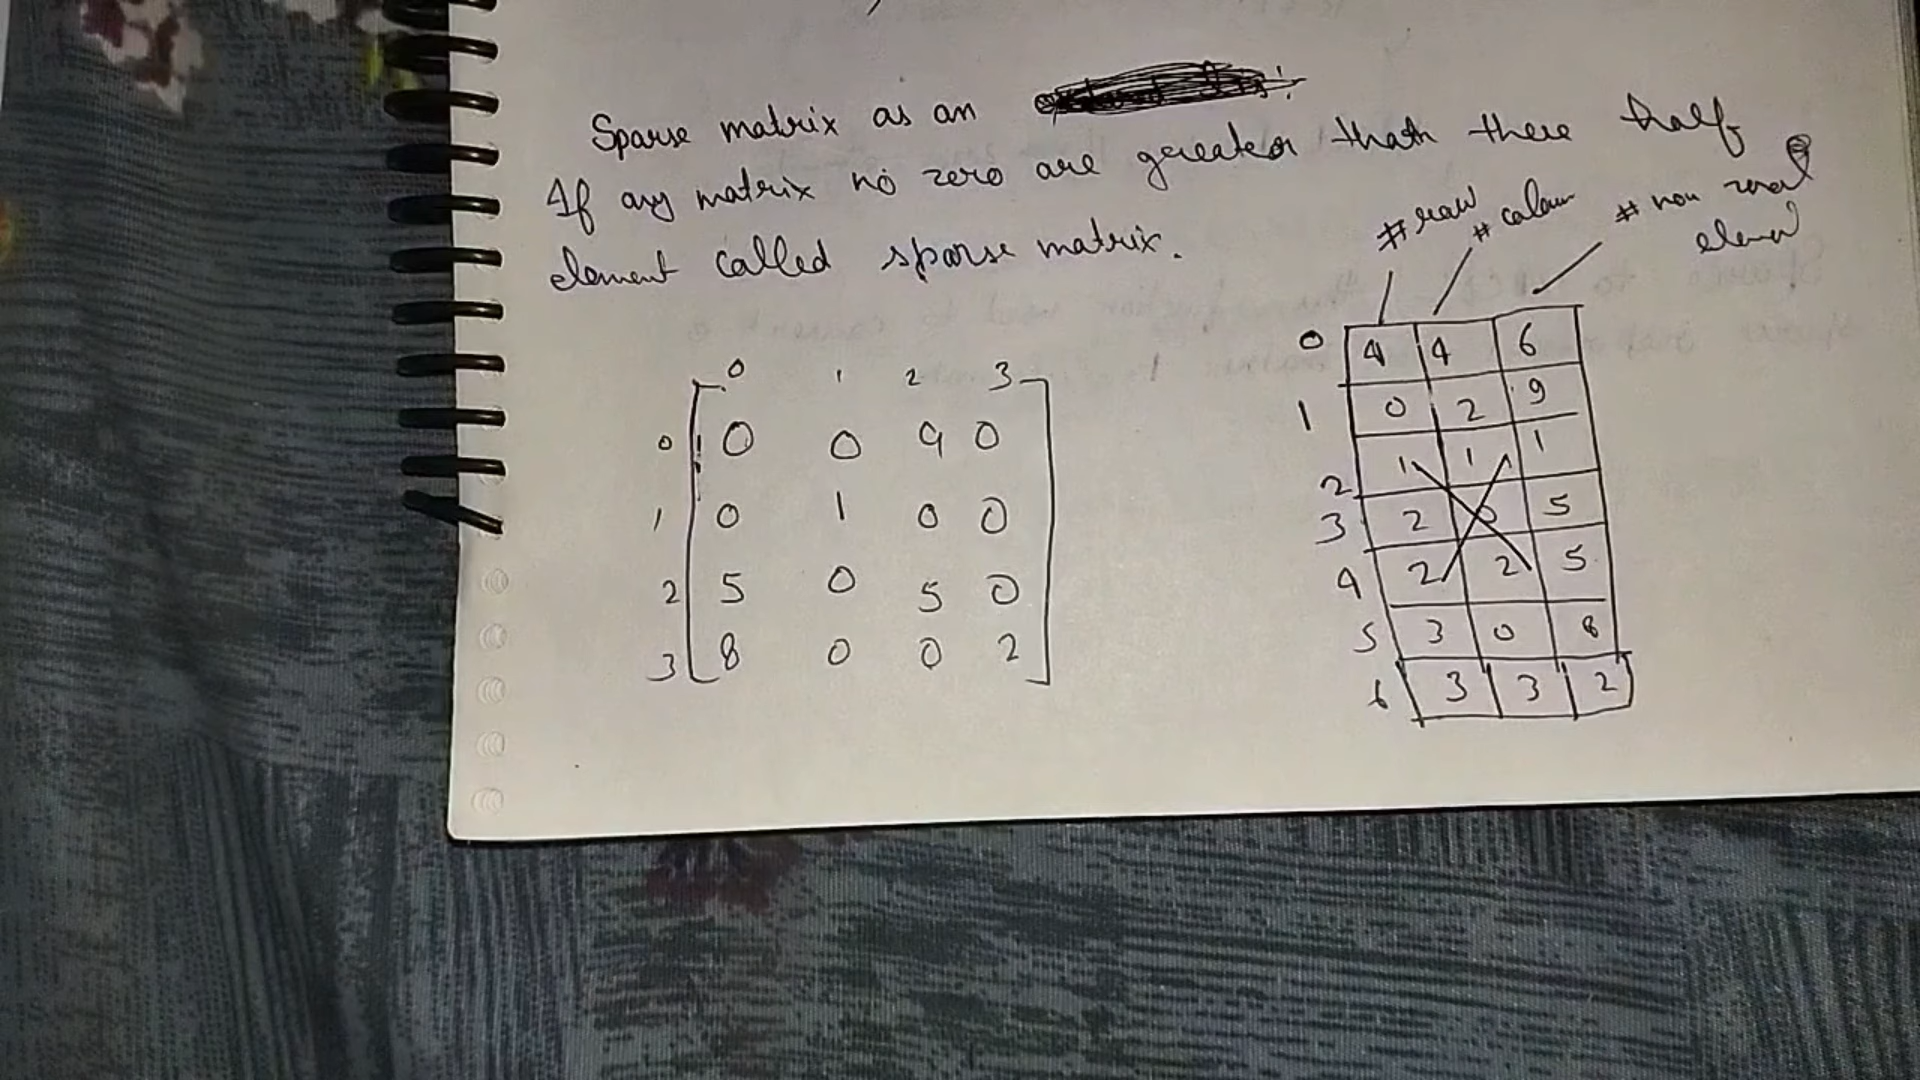 Sparse matrix as an
If any matrix no zero are greater than there half
element called sparse matrix.
#raw
#colum
#non zeral
elemen
0 1 2 3
0 0 0 9 0
1 0 1 0 0
2 5 0 5 0
3 8 0 0 2
0 4 4 6
1 0 2 9
2 1 1 1
3 2 0 5
4 2 2 5
5 3 0 8
6 3 3 2